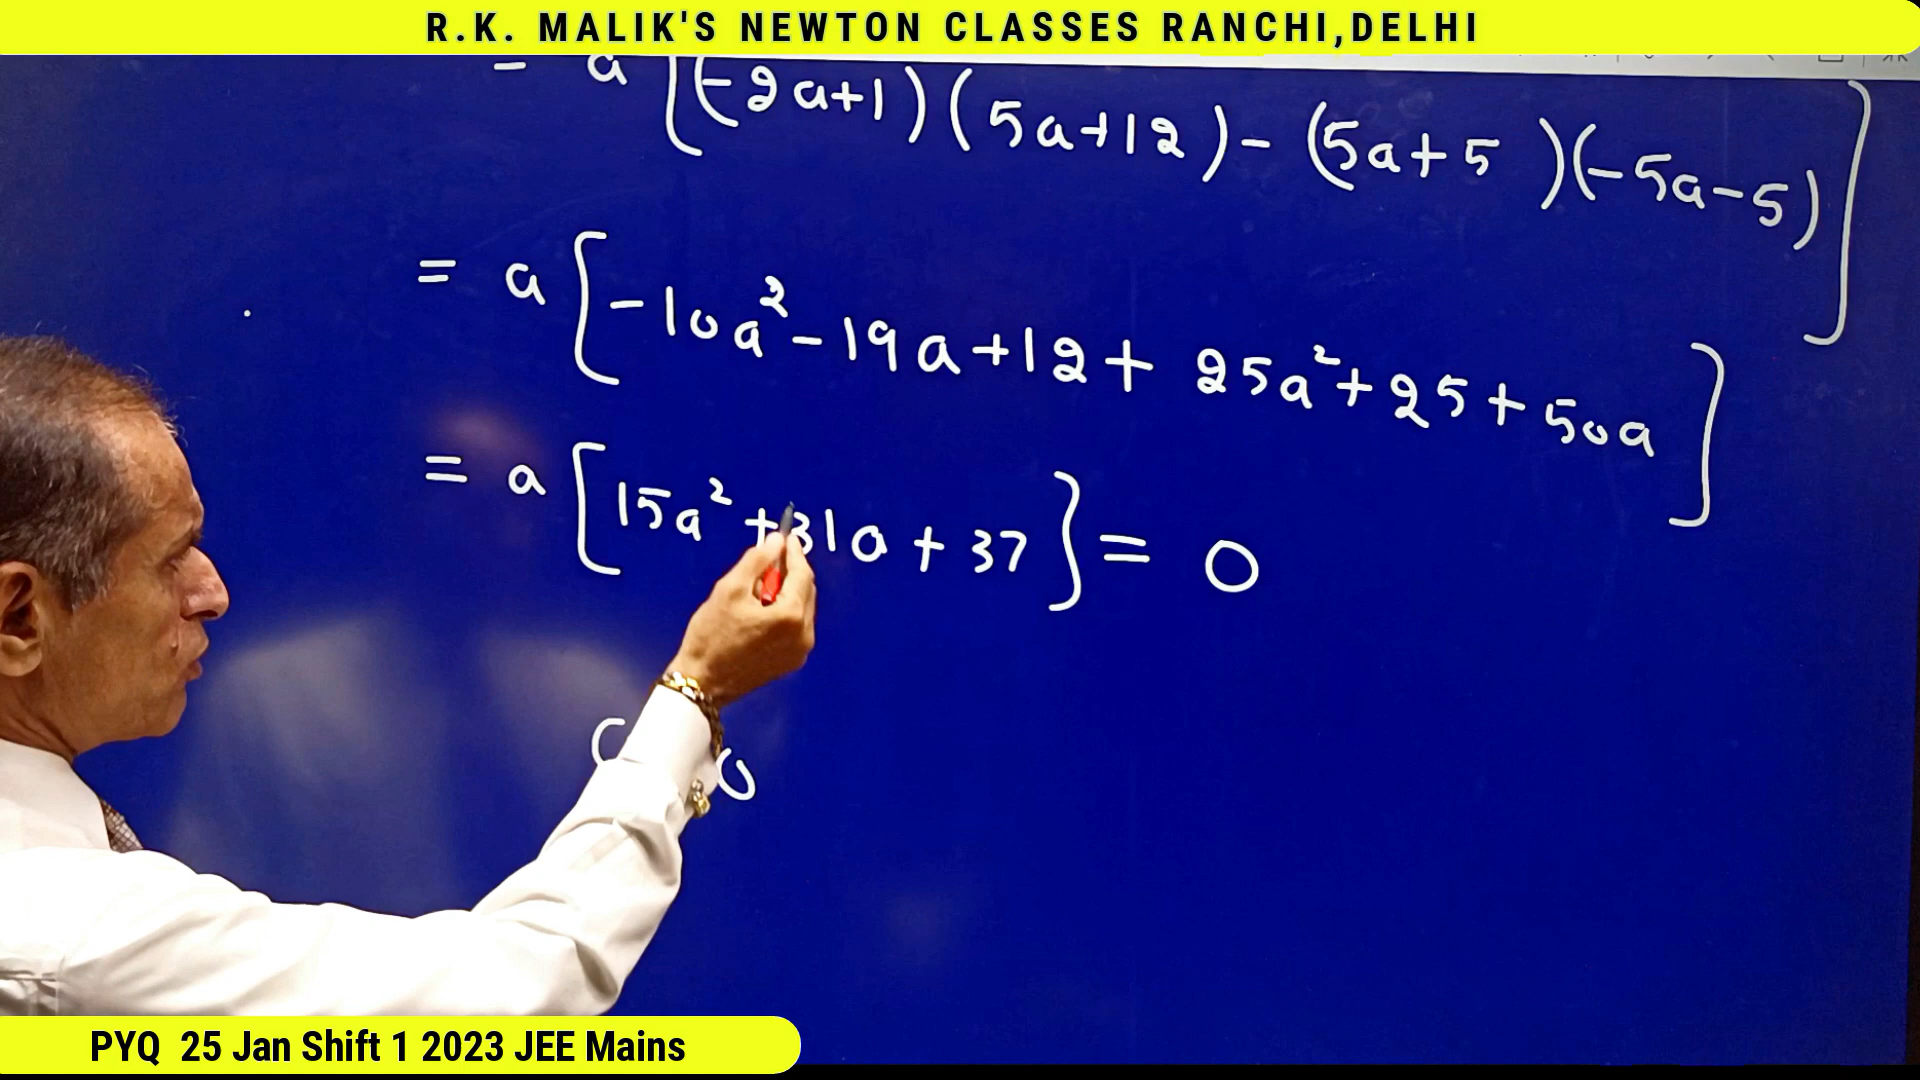 R.K. MALIK'S NEWTON CLASSES RANCHI,DELHI
= a [(-2a+1)(5a+12)-(5a+5)(-5a-5)]
= a [-10a²-19a+12+25a²+25+50a]
= a [15a²+31a+37] = 0
0
PYQ 25 Jan Shift 1 2023 JEE Mains